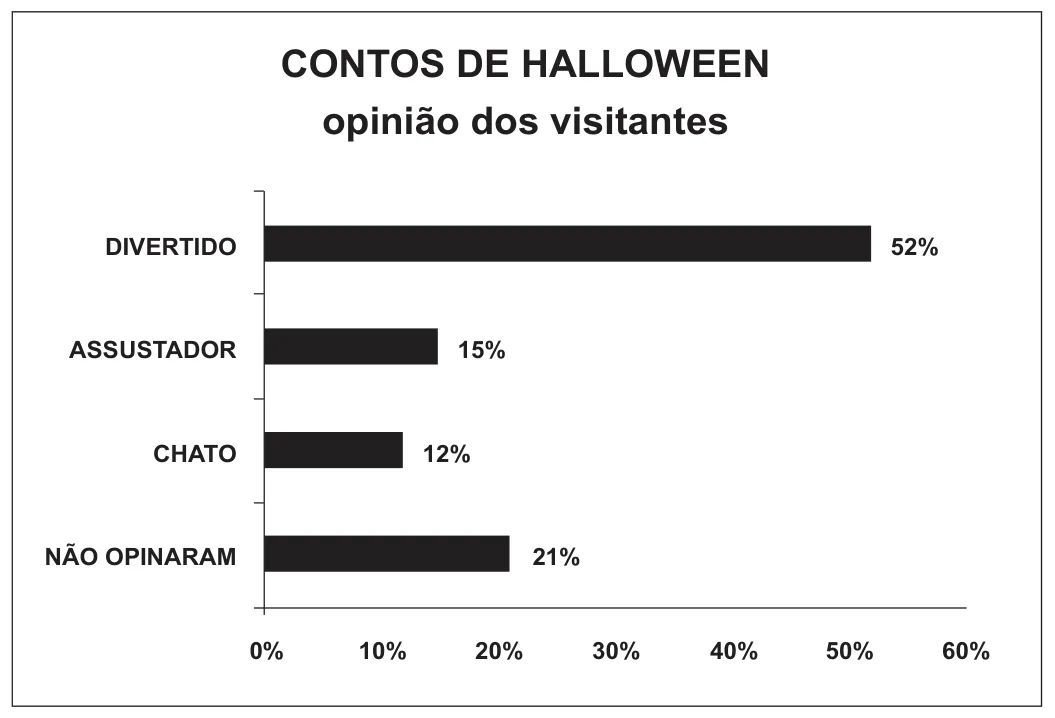 CONTOS DE HALLOWEEN
opinião dos visitantes
DIVERTIDO 52%
ASSUSTADOR 15%
CHATO 12%
NÃO OPINARAM 21%
0% 10% 20% 30% 40% 50% 60%